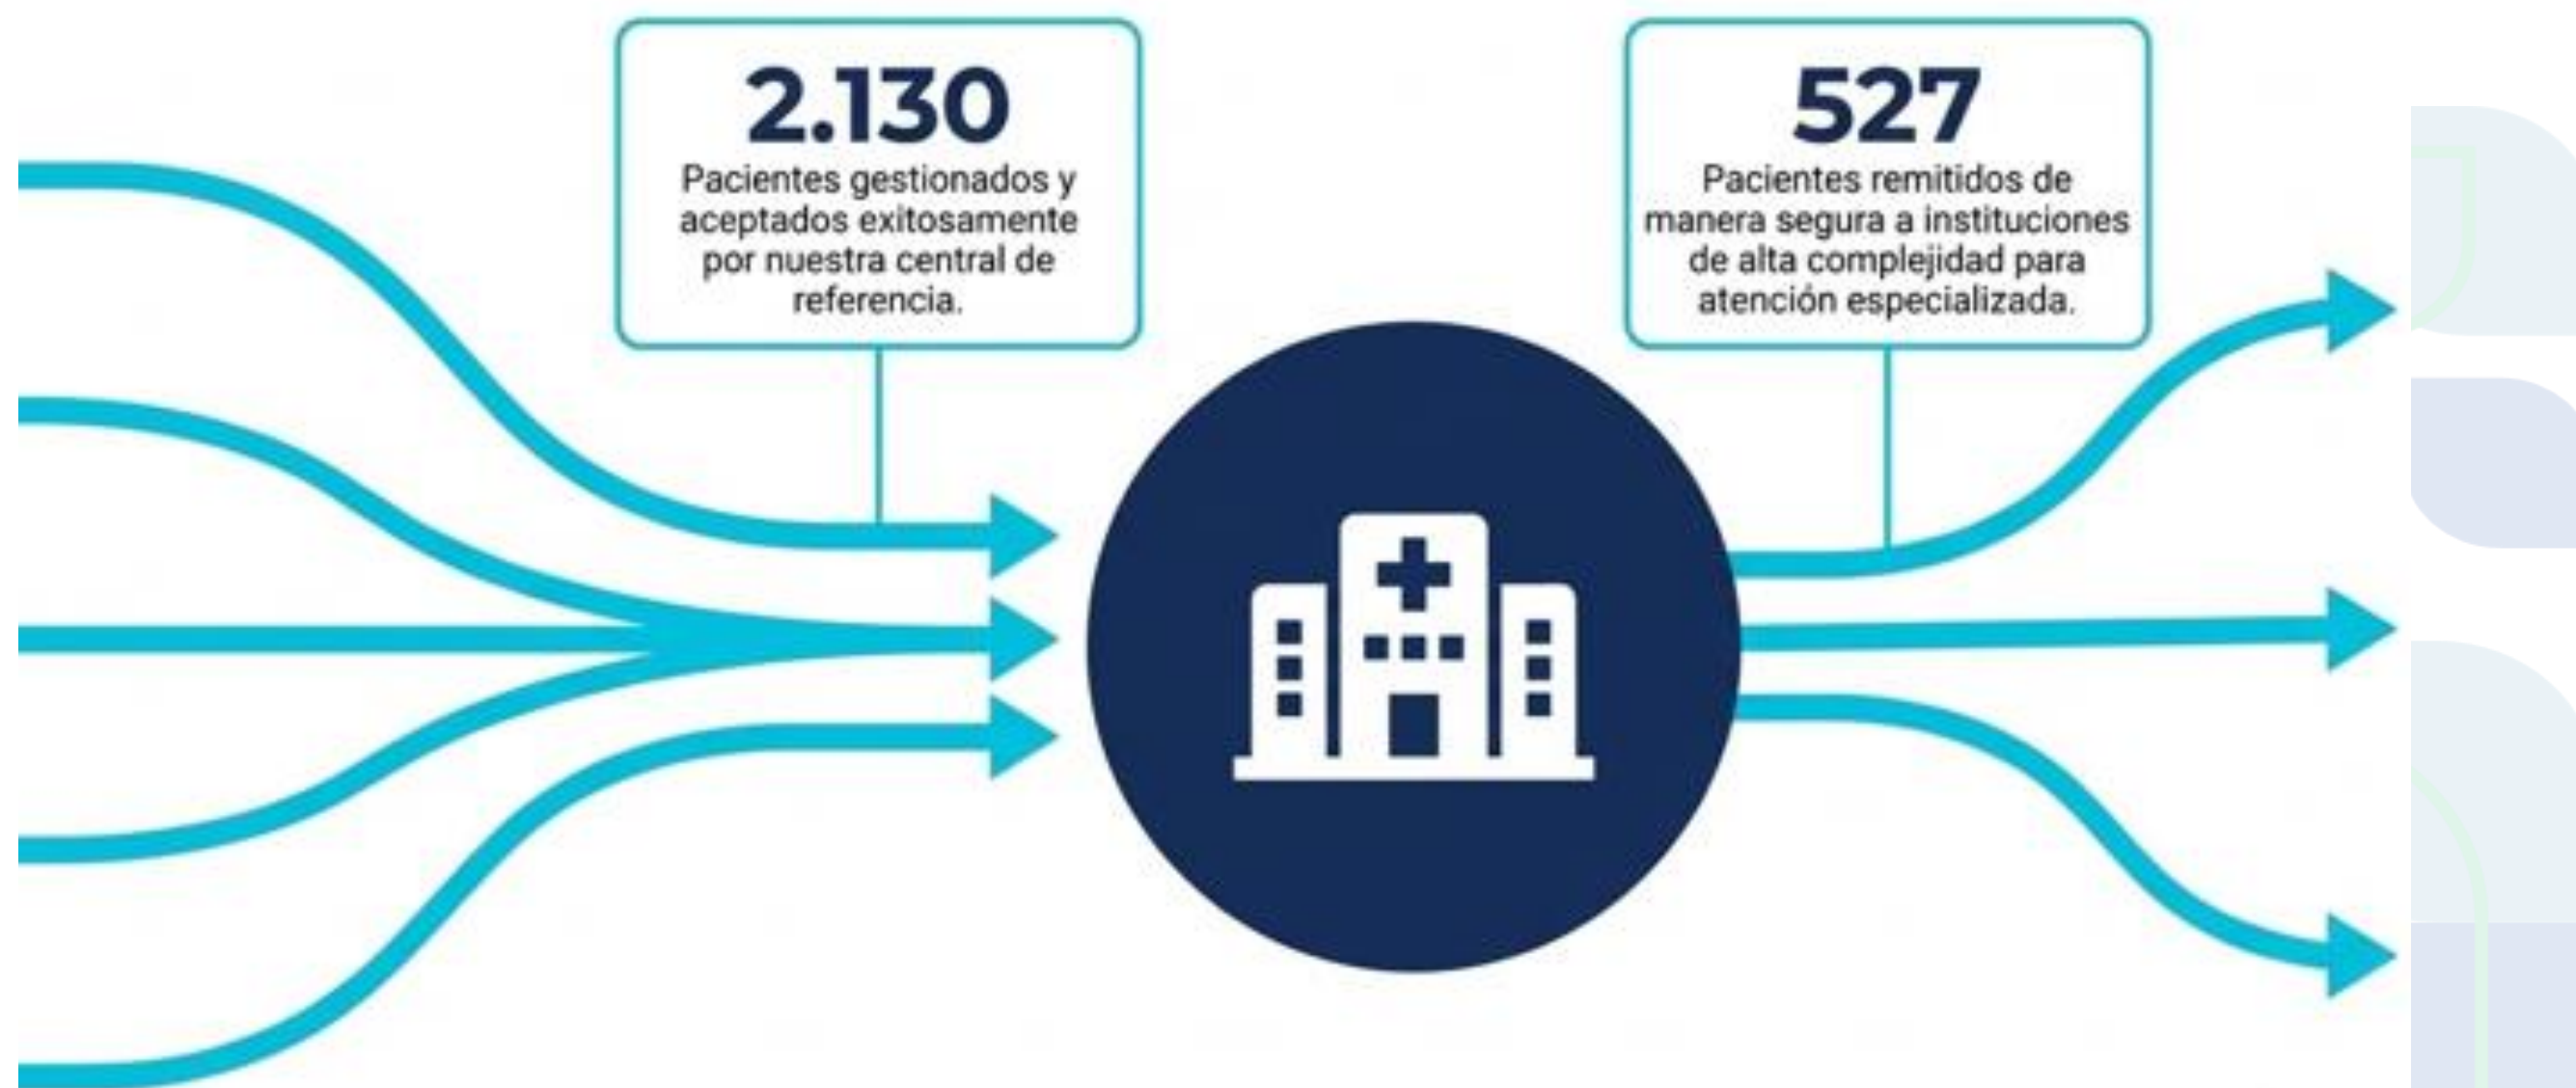 2.130
Pacientes gestionados y
aceptados exitosamente
por nuestra central de
referencia.
527
Pacientes remitidos de
manera segura a instituciones
de alta complejidad para
atención especializada.